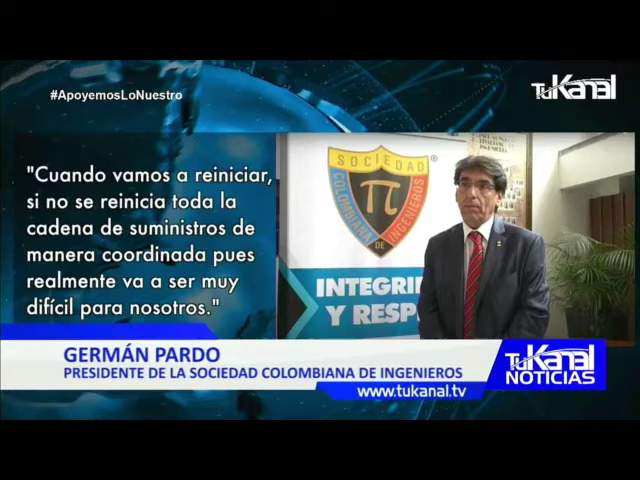 #ApoyemosLoNuestro
TuKanal
"Cuando vamos a reiniciar,
si no se reinicia toda la
cadena de suministros de
manera coordinada pues
realmente va a ser muy
difícil para nosotros."
SOCIEDAD
COLOMBIANA
DE
INGENIEROS
π
®
INTEGRI
Y RESP
GERMÁN PARDO
PRESIDENTE DE LA SOCIEDAD COLOMBIANA DE INGENIEROS
www.tukanal.tv
TuKanal
NOTICIAS